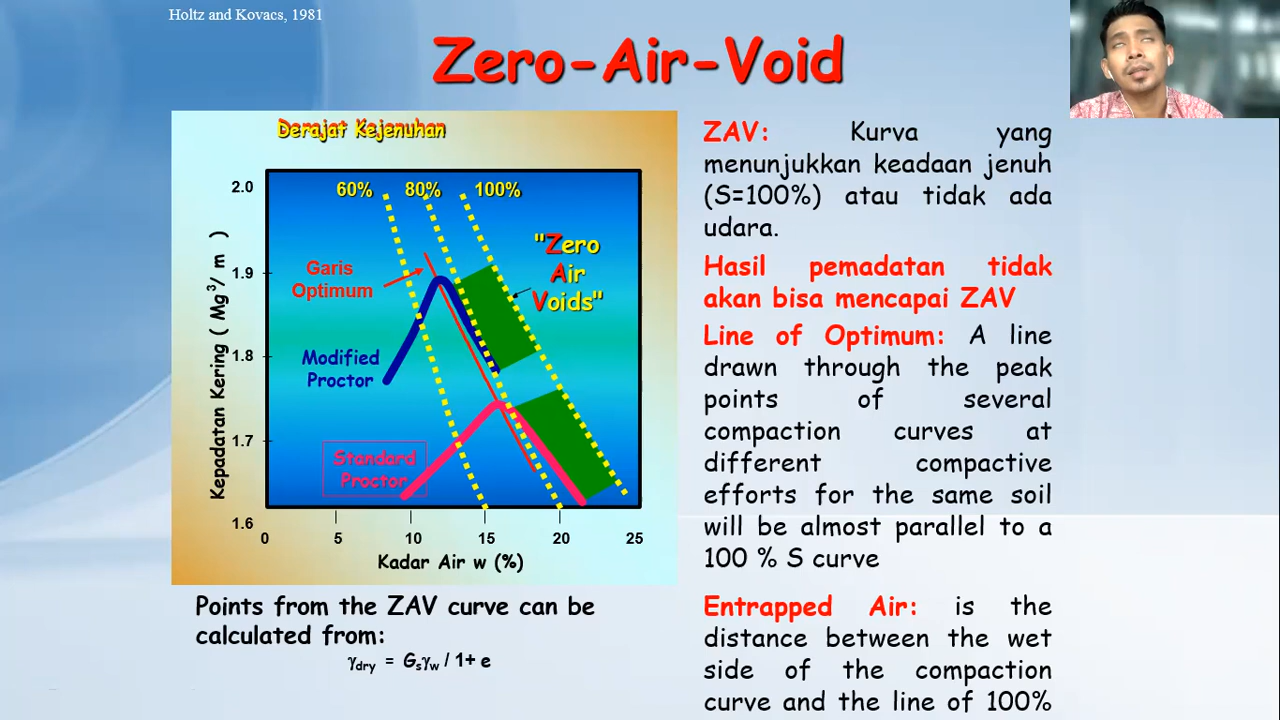 Holtz and Kovacs, 1981
Zero-Air-Void
Derajat Kejenuhan
2.0
1.9
1.8
1.7
1.6
Kepadatan Kering ( Mg3/ m )
60% 80% 100%
"Zero
Air
Voids"
Garis
Optimum
Modified
Proctor
Standard
Proctor
0 5 10 15 20 25
Kadar Air w (%)
Points from the ZAV curve can be
calculated from:
γdry = Gsγw / 1+ e
ZAV: Kurva yang
menunjukkan keadaan jenuh
(S=100%) atau tidak ada
udara.
Hasil pemadatan tidak
akan bisa mencapai ZAV
Line of Optimum: A line
drawn through the peak
points of several
compaction curves at
different compactive
efforts for the same soil
will be almost parallel to a
100 % S curve
Entrapped Air: is the
distance between the wet
side of the compaction
curve and the line of 100%